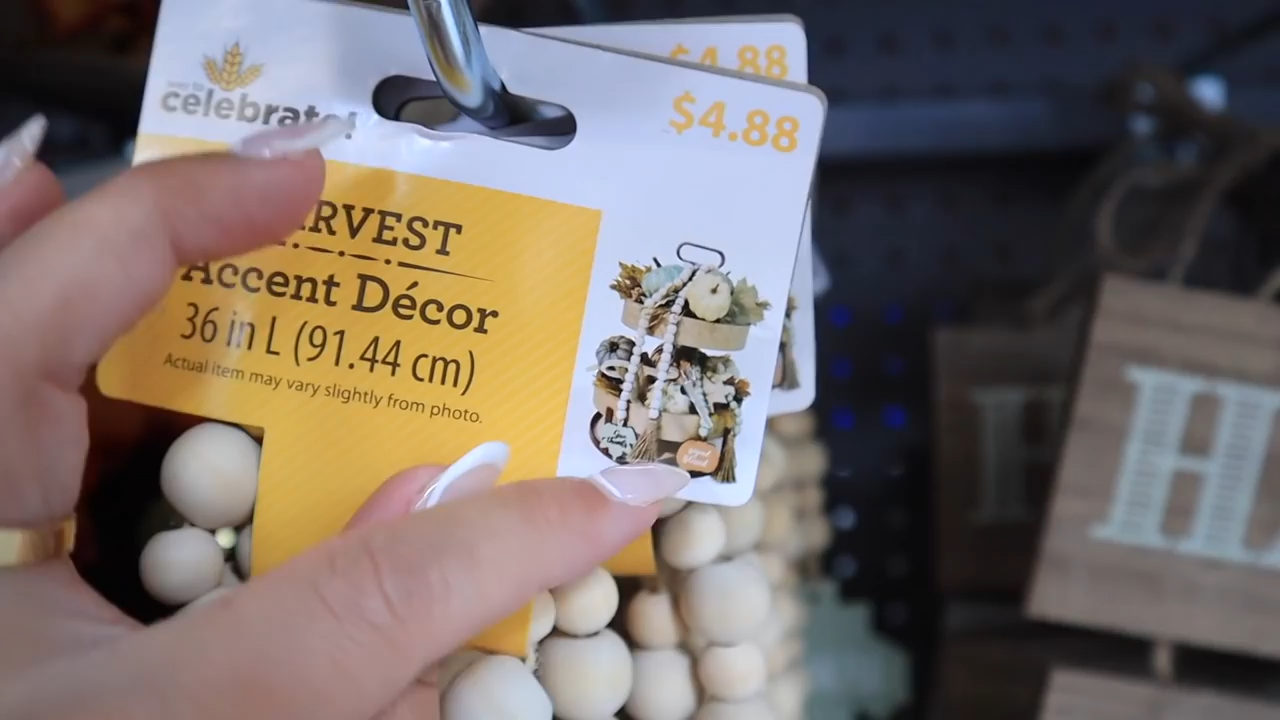 $4.88
$4.88
celebrate!
Accent Décor
36 in L (91.44 cm)
Actual item may vary slightly from photo.
H